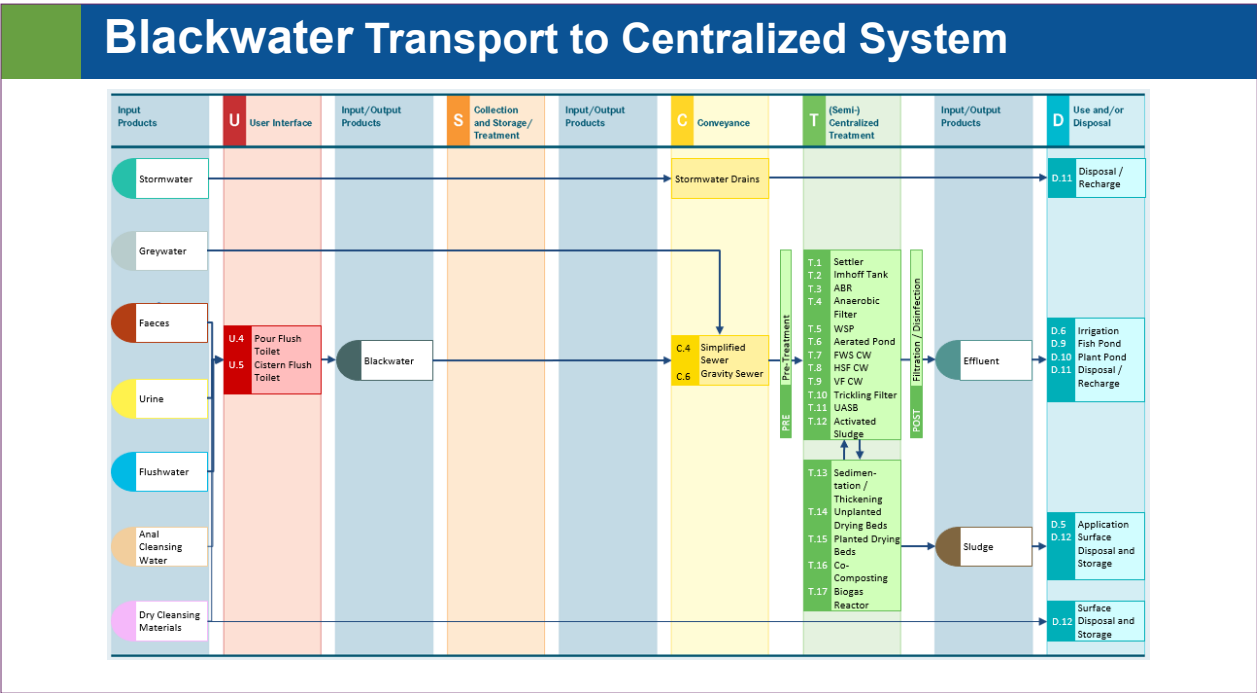 Blackwater Transport to Centralized System
Input
Products
U User Interface
Input/Output
Products
S
Collection
and Storage/
Treatment
Input/Output
Products
C Conveyance
T
(Semi-)
Centralized
Treatment
Input/Output
Products
D
Use and/or
Disposal
Stormwater
Stormwater Drains
D.11 Disposal /
Recharge
Greywater
Faeces
Urine
Flushwater
Anal
Cleansing
Water
Dry Cleansing
Materials
U.4 Pour Flush
Toilet
U.5 Cistern Flush
Toilet
Blackwater
C.4 Simplified
Sewer
C.6 Gravity Sewer
PRE Pre-Treatment
T.1 Settler
T.2 Imhoff Tank
T.3 ABR
T.4 Anaerobic
Filter
T.5 WSP
T.6 Aerated Pond
T.7 FWS CW
T.8 HSF CW
T.9 VF CW
T.10 Trickling Filter
T.11 UASB
T.12 Activated
Sludge
POST Filtration / Disinfection
T.13 Sedimen-
tation /
Thickening
T.14 Unplanted
Drying Beds
T.15 Planted Drying
Beds
T.16 Co-
Composting
T.17 Biogas
Reactor
Effluent
Sludge
D.6 Irrigation
D.9 Fish Pond
D.10 Plant Pond
D.11 Disposal /
Recharge
D.5 Application
D.12 Surface
Disposal and
Storage
D.12 Surface
Disposal and
Storage